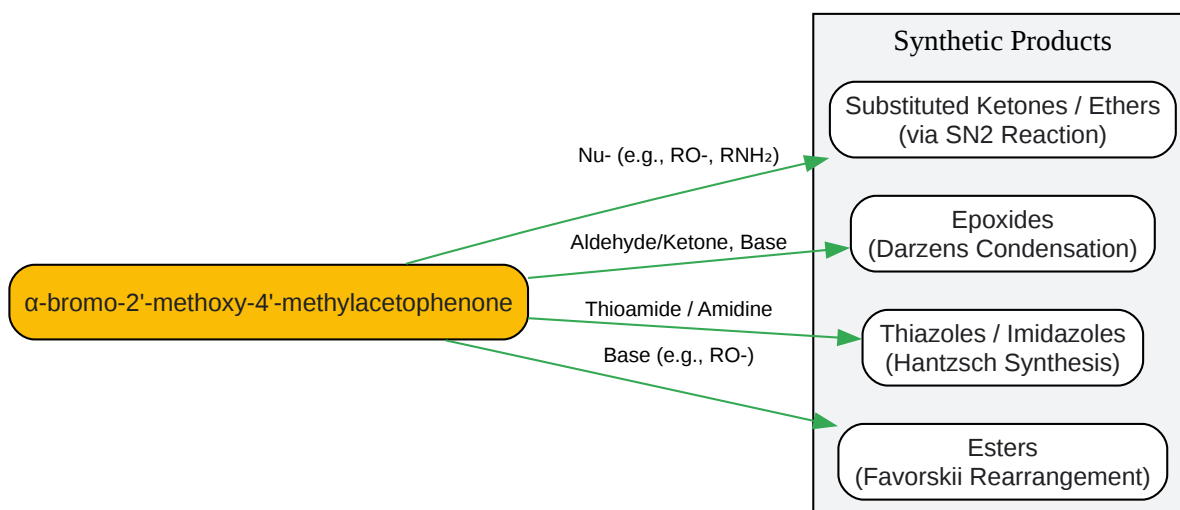 Synthetic Products
Substituted Ketones / Ethers
(via SN2 Reaction)
Nu- (e.g., RO-, RNH₂)
Epoxides
(Darzens Condensation)
Aldehyde/Ketone, Base
α-bromo-2'-methoxy-4'-methylacetophenone
Thioamide / Amidine
Thiazoles / Imidazoles
(Hantzsch Synthesis)
Base (e.g., RO-)
Esters
(Favorskii Rearrangement)